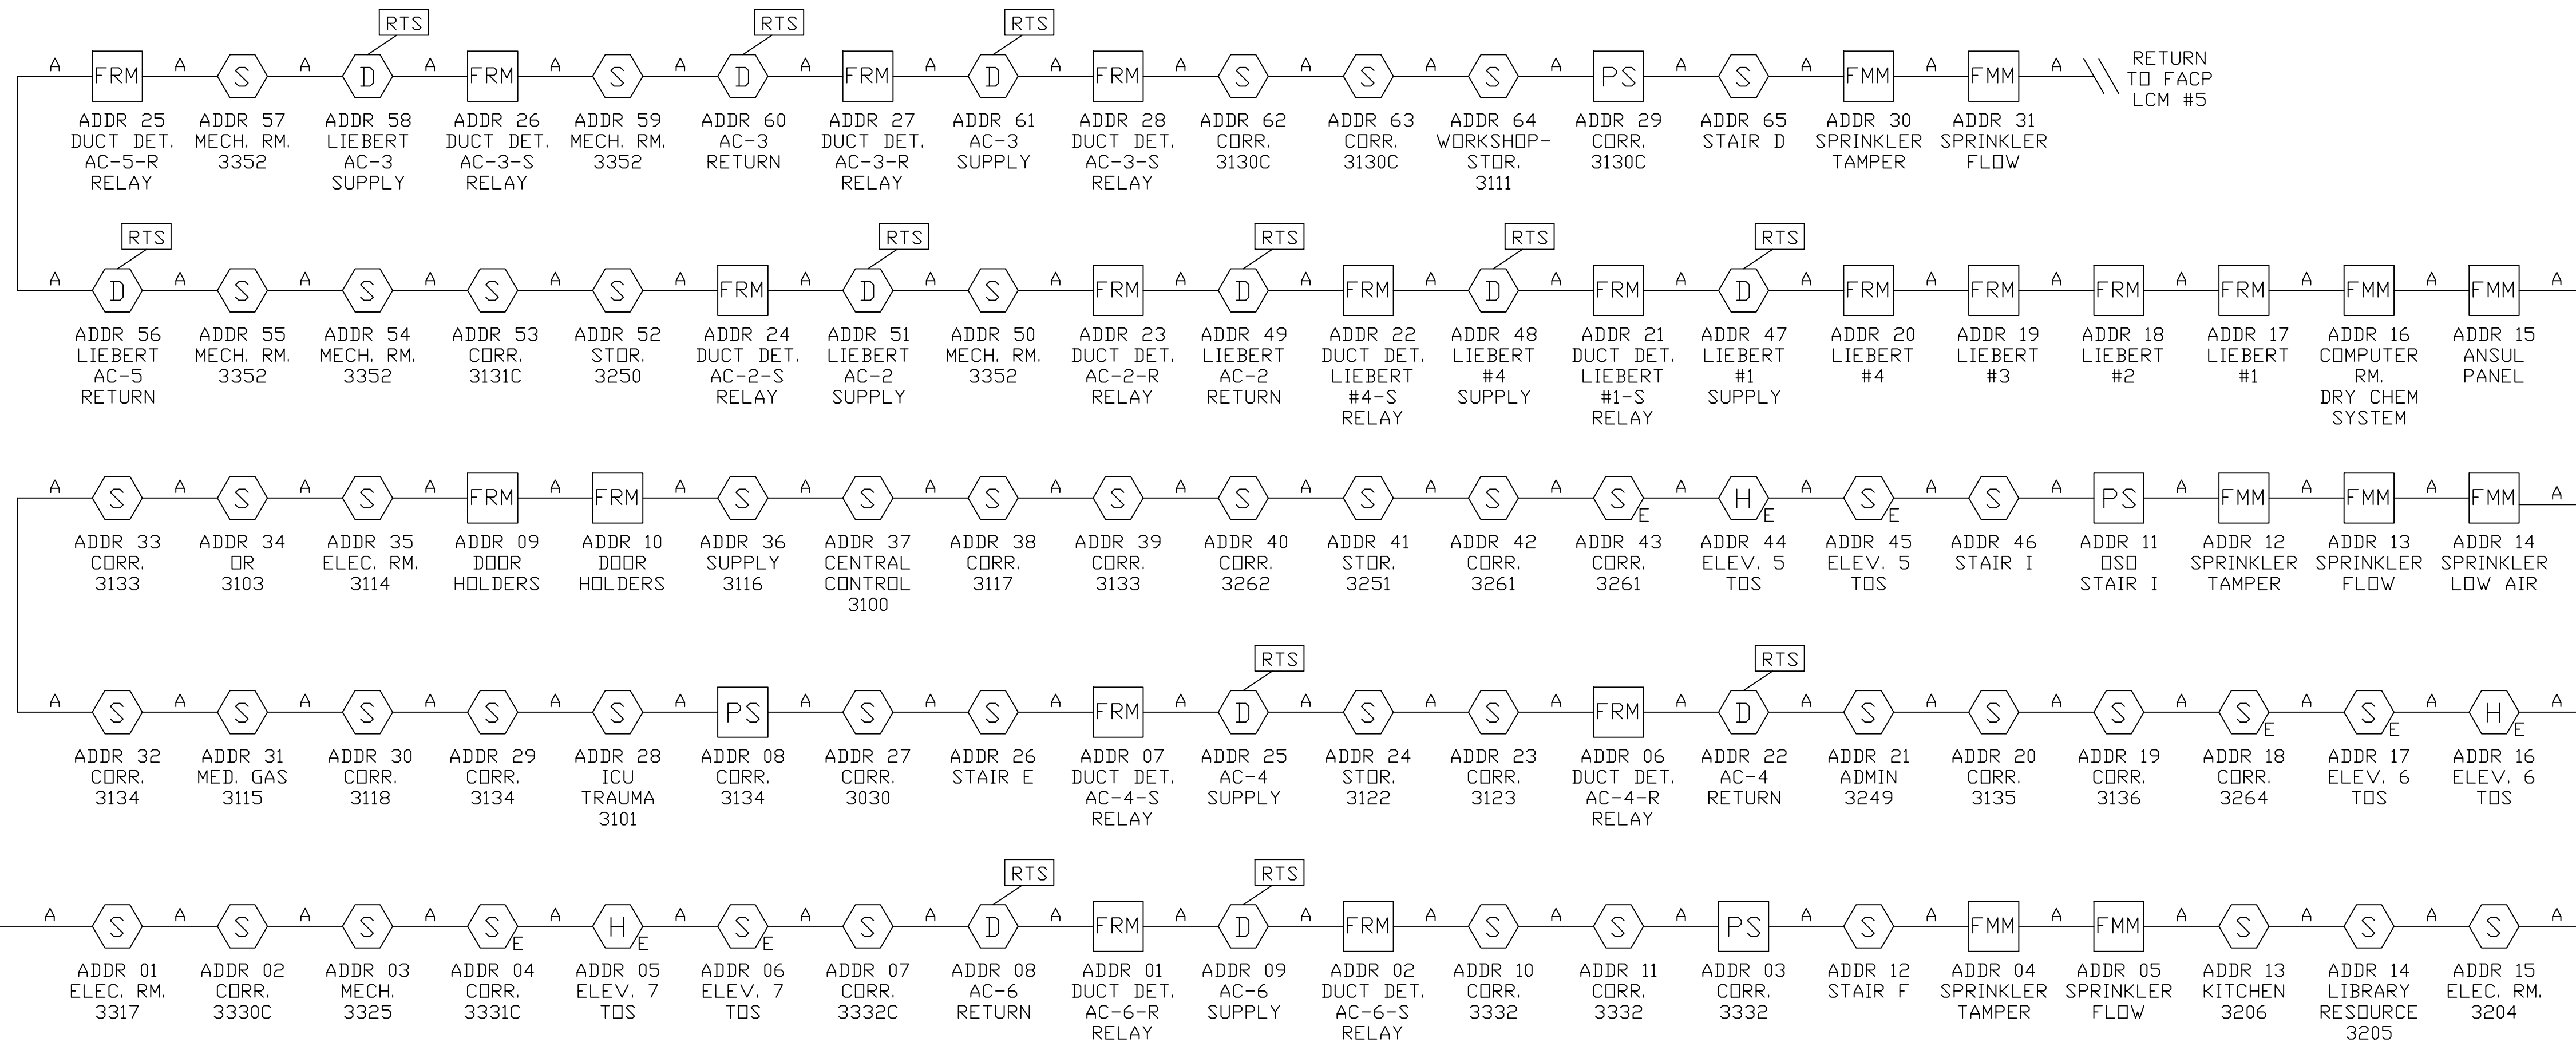 RTS RTS RTS
A FRM A S A D A FRM A S A D A FRM A D A FRM A S A S A S A PS A S A FMM A FMM A
RETURN
TO FACP
LCM #5
ADDR 25
DUCT DET.
AC-5-R
RELAY
ADDR 57
MECH. RM.
3352
ADDR 58
LIEBERT
AC-3
SUPPLY
ADDR 26
DUCT DET.
AC-3-S
RELAY
ADDR 59
MECH. RM.
3352
ADDR 60
AC-3
RETURN
ADDR 27
DUCT DET.
AC-3-R
RELAY
ADDR 61
AC-3
SUPPLY
ADDR 28
DUCT DET.
AC-3-S
RELAY
ADDR 62
CORR.
3130C
ADDR 63
CORR.
3130C
ADDR 64
WORKSHOP-
STOR.
3111
ADDR 29
CORR.
3130C
ADDR 65
STAIR D
ADDR 30
SPRINKLER
TAMPER
ADDR 31
SPRINKLER
FLOW
RTS RTS RTS RTS RTS
A D A S A S A S A S A FRM A D A S A FRM A D A FRM A D A FRM A D A FRM A FRM A FRM A FRM A FMM A FMM A
ADDR 56
LIEBERT
AC-5
RETURN
ADDR 55
MECH. RM.
3352
ADDR 54
MECH. RM.
3352
ADDR 53
CORR.
3131C
ADDR 52
STOR.
3250
ADDR 24
DUCT DET.
AC-2-S
RELAY
ADDR 51
LIEBERT
AC-2
SUPPLY
ADDR 50
MECH. RM.
3352
ADDR 23
DUCT DET.
AC-2-R
RELAY
ADDR 49
LIEBERT
AC-2
RETURN
ADDR 22
DUCT DET.
LIEBERT
#4-S
RELAY
ADDR 48
LIEBERT
#4
SUPPLY
ADDR 21
DUCT DET.
LIEBERT
#1-S
RELAY
ADDR 47
LIEBERT
#1
SUPPLY
ADDR 20
LIEBERT
#4
ADDR 19
LIEBERT
#3
ADDR 18
LIEBERT
#2
ADDR 17
LIEBERT
#1
ADDR 16
COMPUTER
RM.
DRY CHEM
SYSTEM
ADDR 15
ANSUL
PANEL
A S A S A S A FRM A FRM A S A S A S A S A S A S A S A S E A H E A S E A S A PS A FMM A FMM A FMM A
ADDR 33
CORR.
3133
ADDR 34
OR
3103
ADDR 35
ELEC. RM.
3114
ADDR 09
DOOR
HOLDERS
ADDR 10
DOOR
HOLDERS
ADDR 36
SUPPLY
3116
ADDR 37
CENTRAL
CONTROL
3100
ADDR 38
CORR.
3117
ADDR 39
CORR.
3133
ADDR 40
CORR.
3262
ADDR 41
STOR.
3251
ADDR 42
CORR.
3261
ADDR 43
CORR.
3261
ADDR 44
ELEV. 5
TOS
ADDR 45
ELEV. 5
TOS
ADDR 46
STAIR I
ADDR 11
OSO
STAIR I
ADDR 12
SPRINKLER
TAMPER
ADDR 13
SPRINKLER
FLOW
ADDR 14
SPRINKLER
LOW AIR
RTS RTS
A S A S A S A S A S A PS A S A S A FRM A D A S A S A FRM A D A S A S A S A S E A S E A H E A
ADDR 32
CORR.
3134
ADDR 31
MED. GAS
3115
ADDR 30
CORR.
3118
ADDR 29
CORR.
3134
ADDR 28
ICU
TRAUMA
3101
ADDR 08
CORR.
3134
ADDR 27
CORR.
3030
ADDR 26
STAIR E
ADDR 07
DUCT DET.
AC-4-S
RELAY
ADDR 25
AC-4
SUPPLY
ADDR 24
STOR.
3122
ADDR 23
CORR.
3123
ADDR 06
DUCT DET.
AC-4-R
RELAY
ADDR 22
AC-4
RETURN
ADDR 21
ADMIN
3249
ADDR 20
CORR.
3135
ADDR 19
CORR.
3136
ADDR 18
CORR.
3264
ADDR 17
ELEV. 6
TOS
ADDR 16
ELEV. 6
TOS
RTS RTS
A S A S A S A S E A H E A S E A S A D A FRM A D A FRM A S A S A PS A S A FMM A FMM A S A S A S A
ADDR 01
ELEC. RM.
3317
ADDR 02
CORR.
3330C
ADDR 03
MECH.
3325
ADDR 04
CORR.
3331C
ADDR 05
ELEV. 7
TOS
ADDR 06
ELEV. 7
TOS
ADDR 07
CORR.
3332C
ADDR 08
AC-6
RETURN
ADDR 01
DUCT DET.
AC-6-R
RELAY
ADDR 09
AC-6
SUPPLY
ADDR 02
DUCT DET.
AC-6-S
RELAY
ADDR 10
CORR.
3332
ADDR 11
CORR.
3332
ADDR 03
CORR.
3332
ADDR 12
STAIR F
ADDR 04
SPRINKLER
TAMPER
ADDR 05
SPRINKLER
FLOW
ADDR 13
KITCHEN
3206
ADDR 14
LIBRARY
RESOURCE
3205
ADDR 15
ELEC. RM.
3204